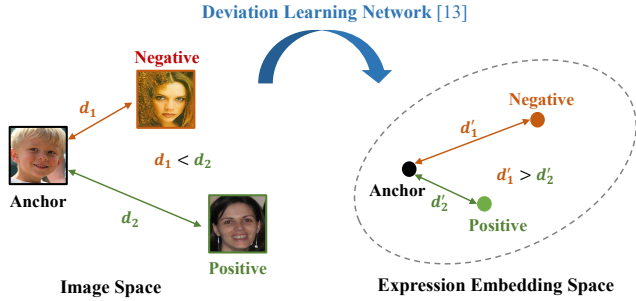 Deviation Learning Network [13]
Negative
d₁
d₁ < d₂
Anchor
d₂
Positive
Image Space
Negative
d′₁
Anchor
d′₁ > d′₂
d′₂
Positive
Expression Embedding Space